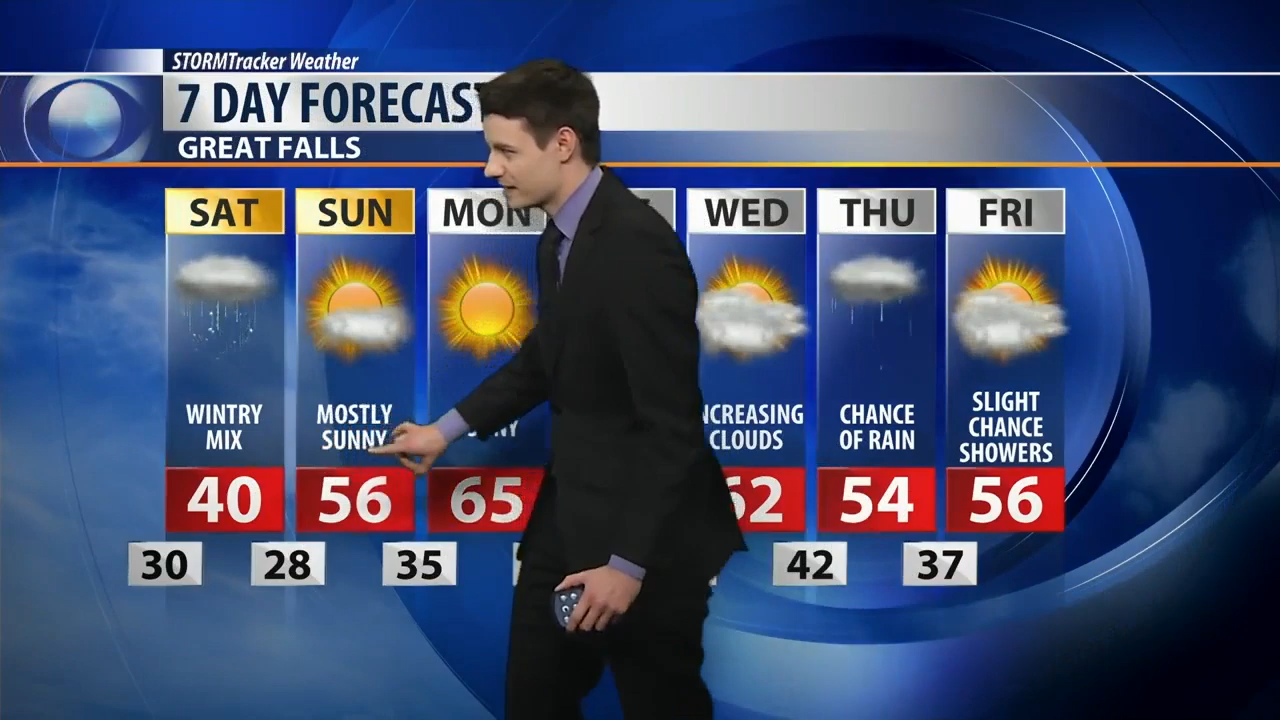 STORMTracker Weather
7 DAY FORECAST
GREAT FALLS
SAT SUN MON WED THU FRI
WINTRY MIX
MOSTLY SUNNY
INCREASING CLOUDS
CHANCE OF RAIN
SLIGHT CHANCE SHOWERS
40 56 65 62 54 56
30 28 35 42 37